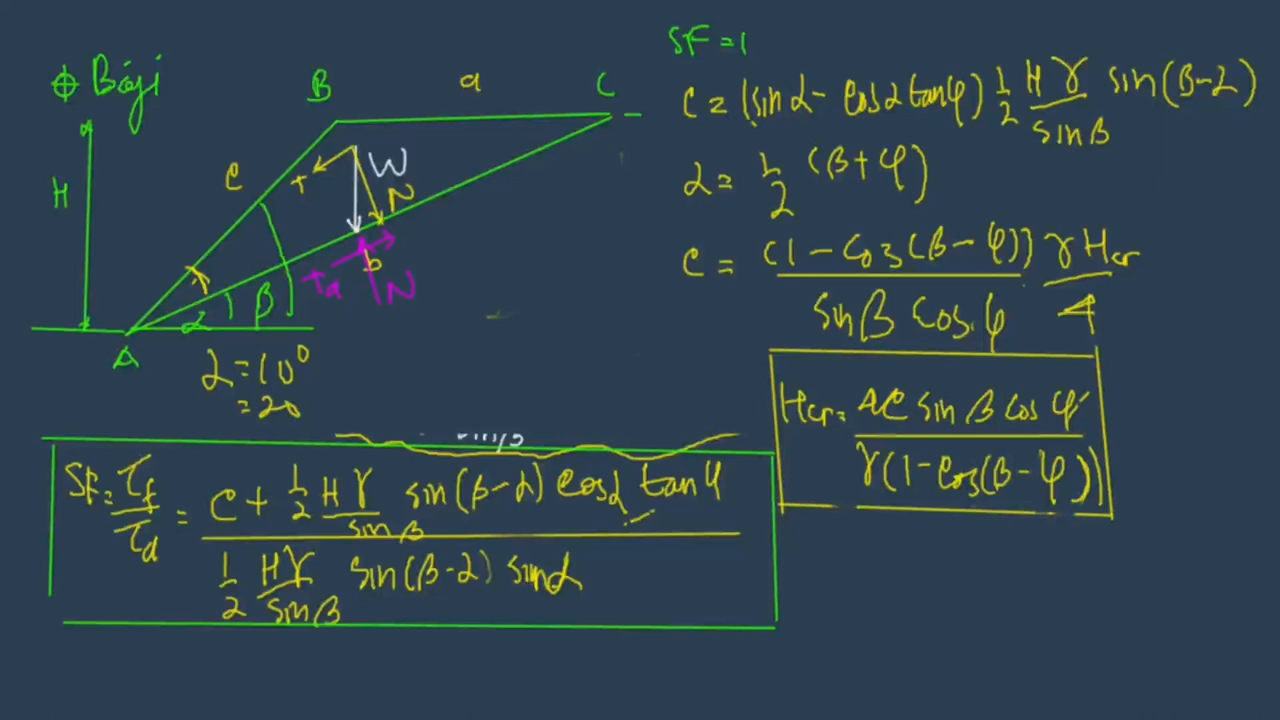 SF = 1
B a C
H
C = (sin α - cos α tan φ) 1/2 Hγ/sin β sin(β-α)
C T W N
α = 1/2 (β+φ)
Ta N
C = (1 - Cos(β-φ))/(sin β Cos φ) γHcr/4
A α β
α = 10°
= 20
Hcr = 4C sin β cos φ / γ(1-cos(β-φ))
SF = τf/τd = (C + 1/2 Hγ/sin β sin(β-α) cos α tan φ) / (1/2 Hγ/sin β sin(β-α) sin α)